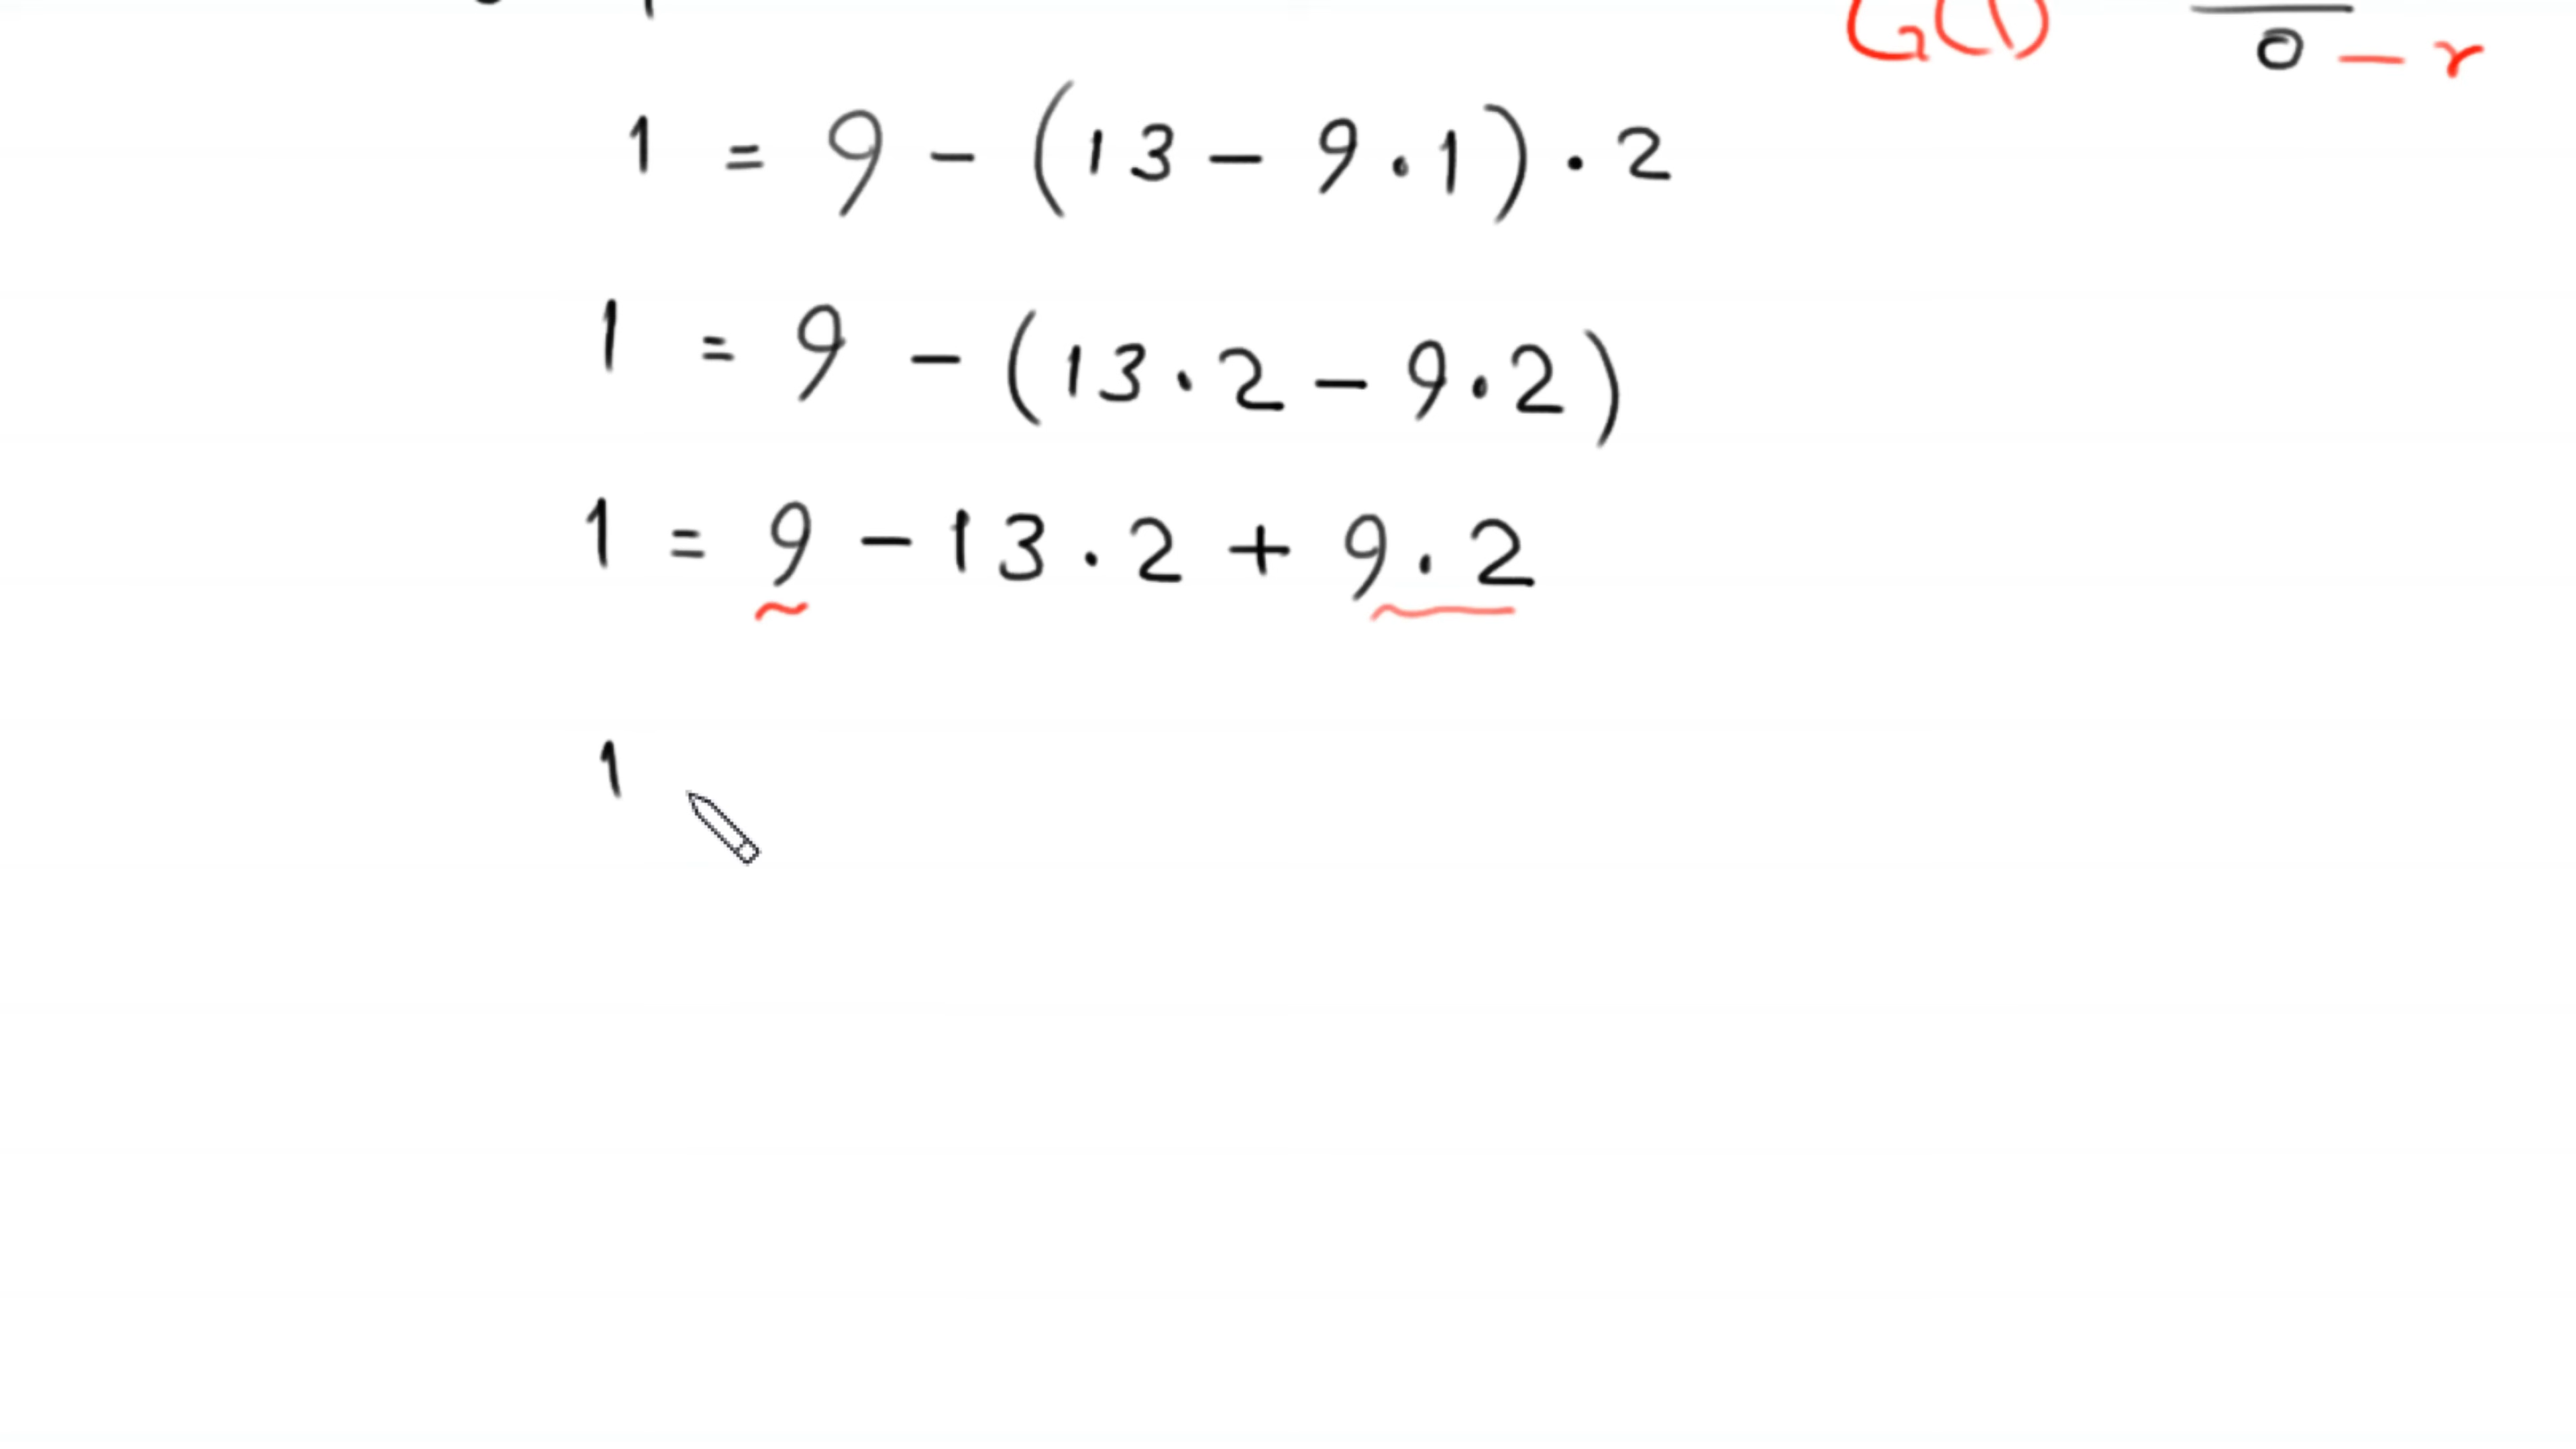 0 - r
1 = 9 - (13 - 9 · 1) · 2
1 = 9 - (13 · 2 - 9 · 2)
1 = 9 - 13 · 2 + 9 · 2
1